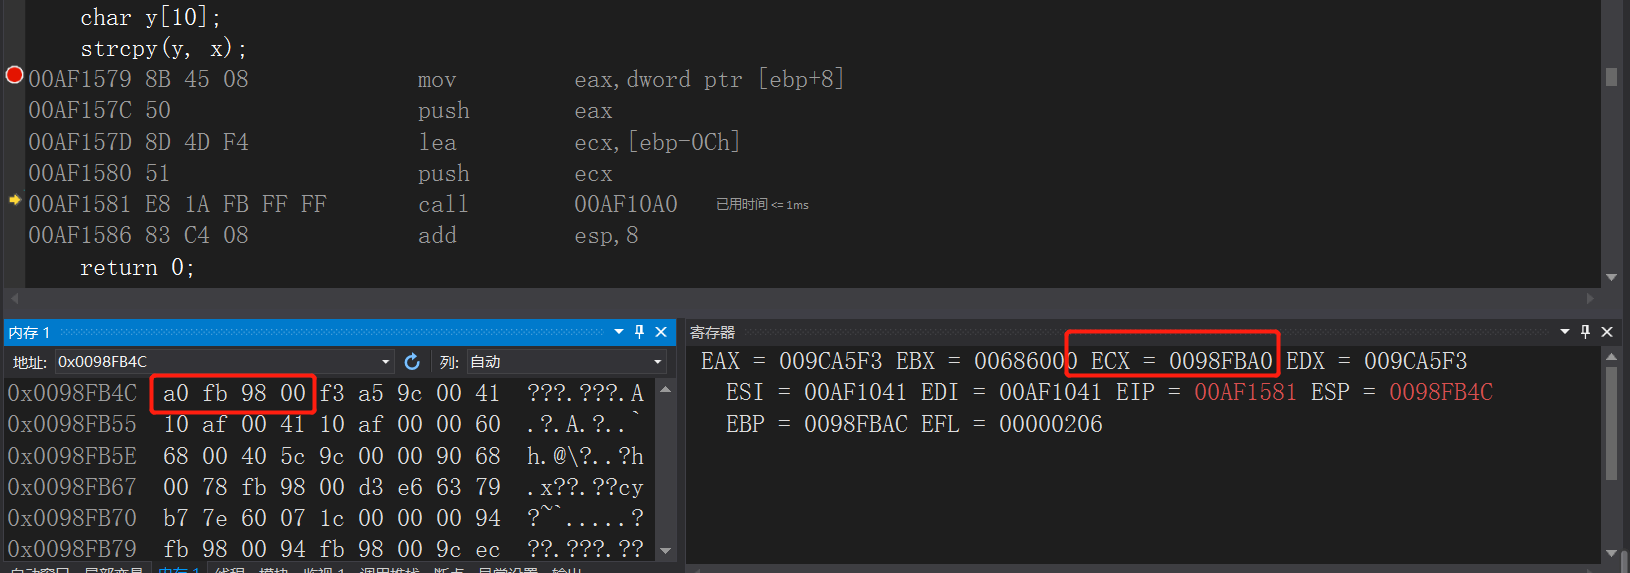 char y[10];
strcpy(y, x);
00AF1579 8B 45 08 mov eax,dword ptr [ebp+8]
00AF157C 50 push eax
00AF157D 8D 4D F4 lea ecx,[ebp-0Ch]
00AF1580 51 push ecx
00AF1581 E8 1A FB FF FF call 00AF10A0 已用时间 <= 1ms
00AF1586 83 C4 08 add esp,8
return 0;
内存 1
地址: 0x0098FB4C 列: 自动
0x0098FB4C a0 fb 98 00 f3 a5 9c 00 41 ???.???.A
0x0098FB55 10 af 00 41 10 af 00 00 60 .?.A.?..`
0x0098FB5E 68 00 40 5c 9c 00 00 90 68 h.@\?..?h
0x0098FB67 00 78 fb 98 00 d3 e6 63 79 .x??.??cy
0x0098FB70 b7 7e 60 07 1c 00 00 00 94 ?~`.....?
0x0098FB79 fb 98 00 94 fb 98 00 9c ec ??.???.??
自动窗口 局部变量 内存 1 线程 模块 监视 1 调用堆栈 断点 异常设置 输出
寄存器
EAX = 009CA5F3 EBX = 00686000 ECX = 0098FBA0 EDX = 009CA5F3
ESI = 00AF1041 EDI = 00AF1041 EIP = 00AF1581 ESP = 0098FB4C
EBP = 0098FBAC EFL = 00000206